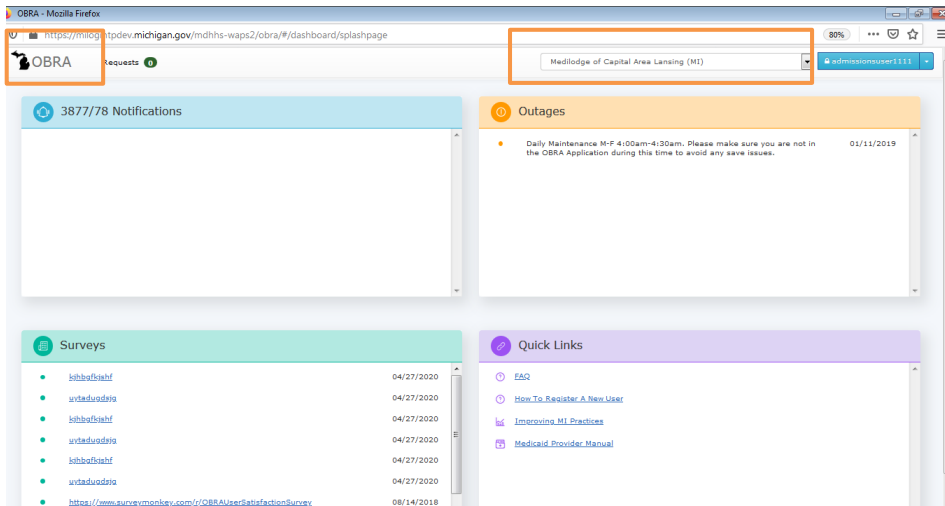 OBRA - Mozilla Firefox
https://milogintpdev.michigan.gov/mdhhs-waps2/obra/#/dashboard/splashpage
80%
OBRA
Requests 0
Medilodge of Capital Area Lansing (MI)
admissionsuser1111
3877/78 Notifications
Outages
Daily Maintenance M-F 4:00am-4:30am. Please make sure you are not in 01/11/2019
the OBRA Application during this time to avoid any save issues.
Surveys
kjhbgfkjshf 04/27/2020
uytadugdsjg 04/27/2020
kjhbgfkjshf 04/27/2020
uytadugdsjg 04/27/2020
kjhbgfkjshf 04/27/2020
uytadugdsjg 04/27/2020
https://www.surveymonkey.com/r/OBRAUserSatisfactionSurvey 08/14/2018
Quick Links
FAQ
How To Register A New User
Improving MI Practices
Medicaid Provider Manual